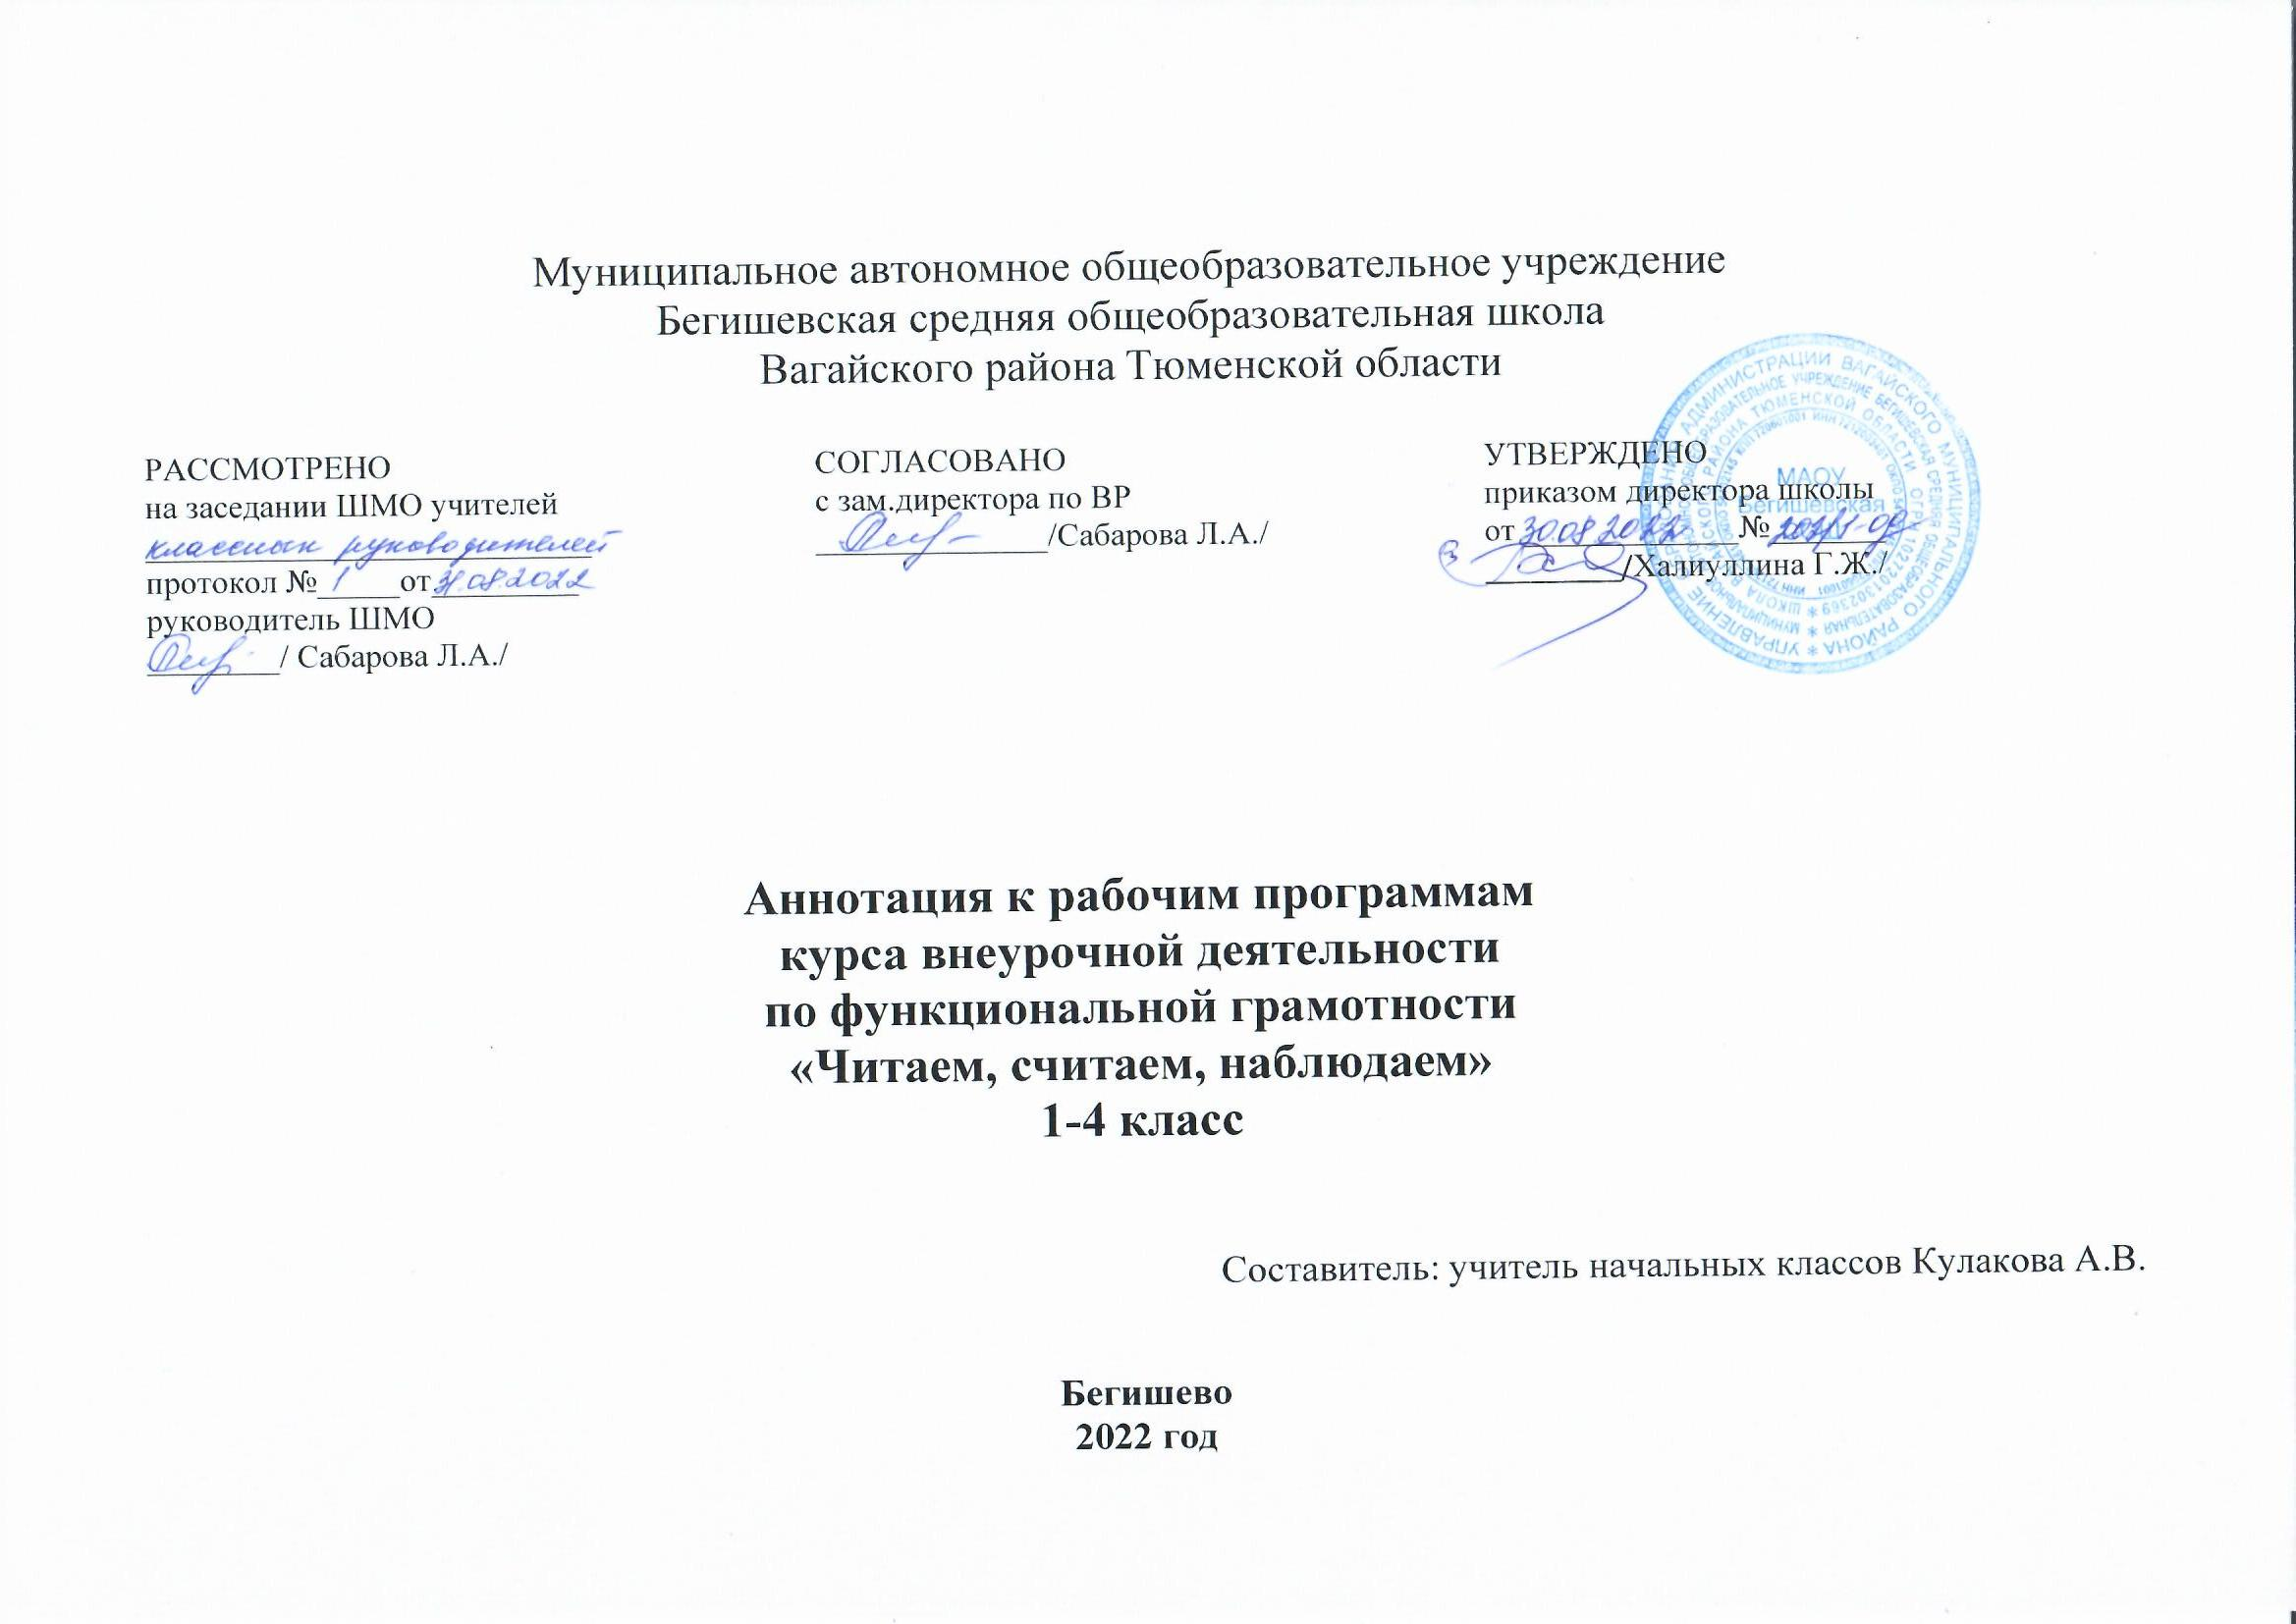 Муниципальное автономное общеобразовательное учреждение
Бегишевская средняя общеобразовательная школа
Вагайского района Тюменской области
РАССМОТРЕНО
на заседании ШМО учителей
классных руководителей
протокол № 1 от 31.08.2022
руководитель ШМО
/ Сабарова Л.А./
СОГЛАСОВАНО
с зам.директора по ВР
/Сабарова Л.А./
УТВЕРЖДЕНО
приказом директора школы
от 30.08.2022 №
/Халиуллина Г.Ж./
МАОУ
Бегишевская
Аннотация к рабочим программам
курса внеурочной деятельности
по функциональной грамотности
«Читаем, считаем, наблюдаем»
1-4 класс
Составитель: учитель начальных классов Кулакова А.В.
Бегишево
2022 год